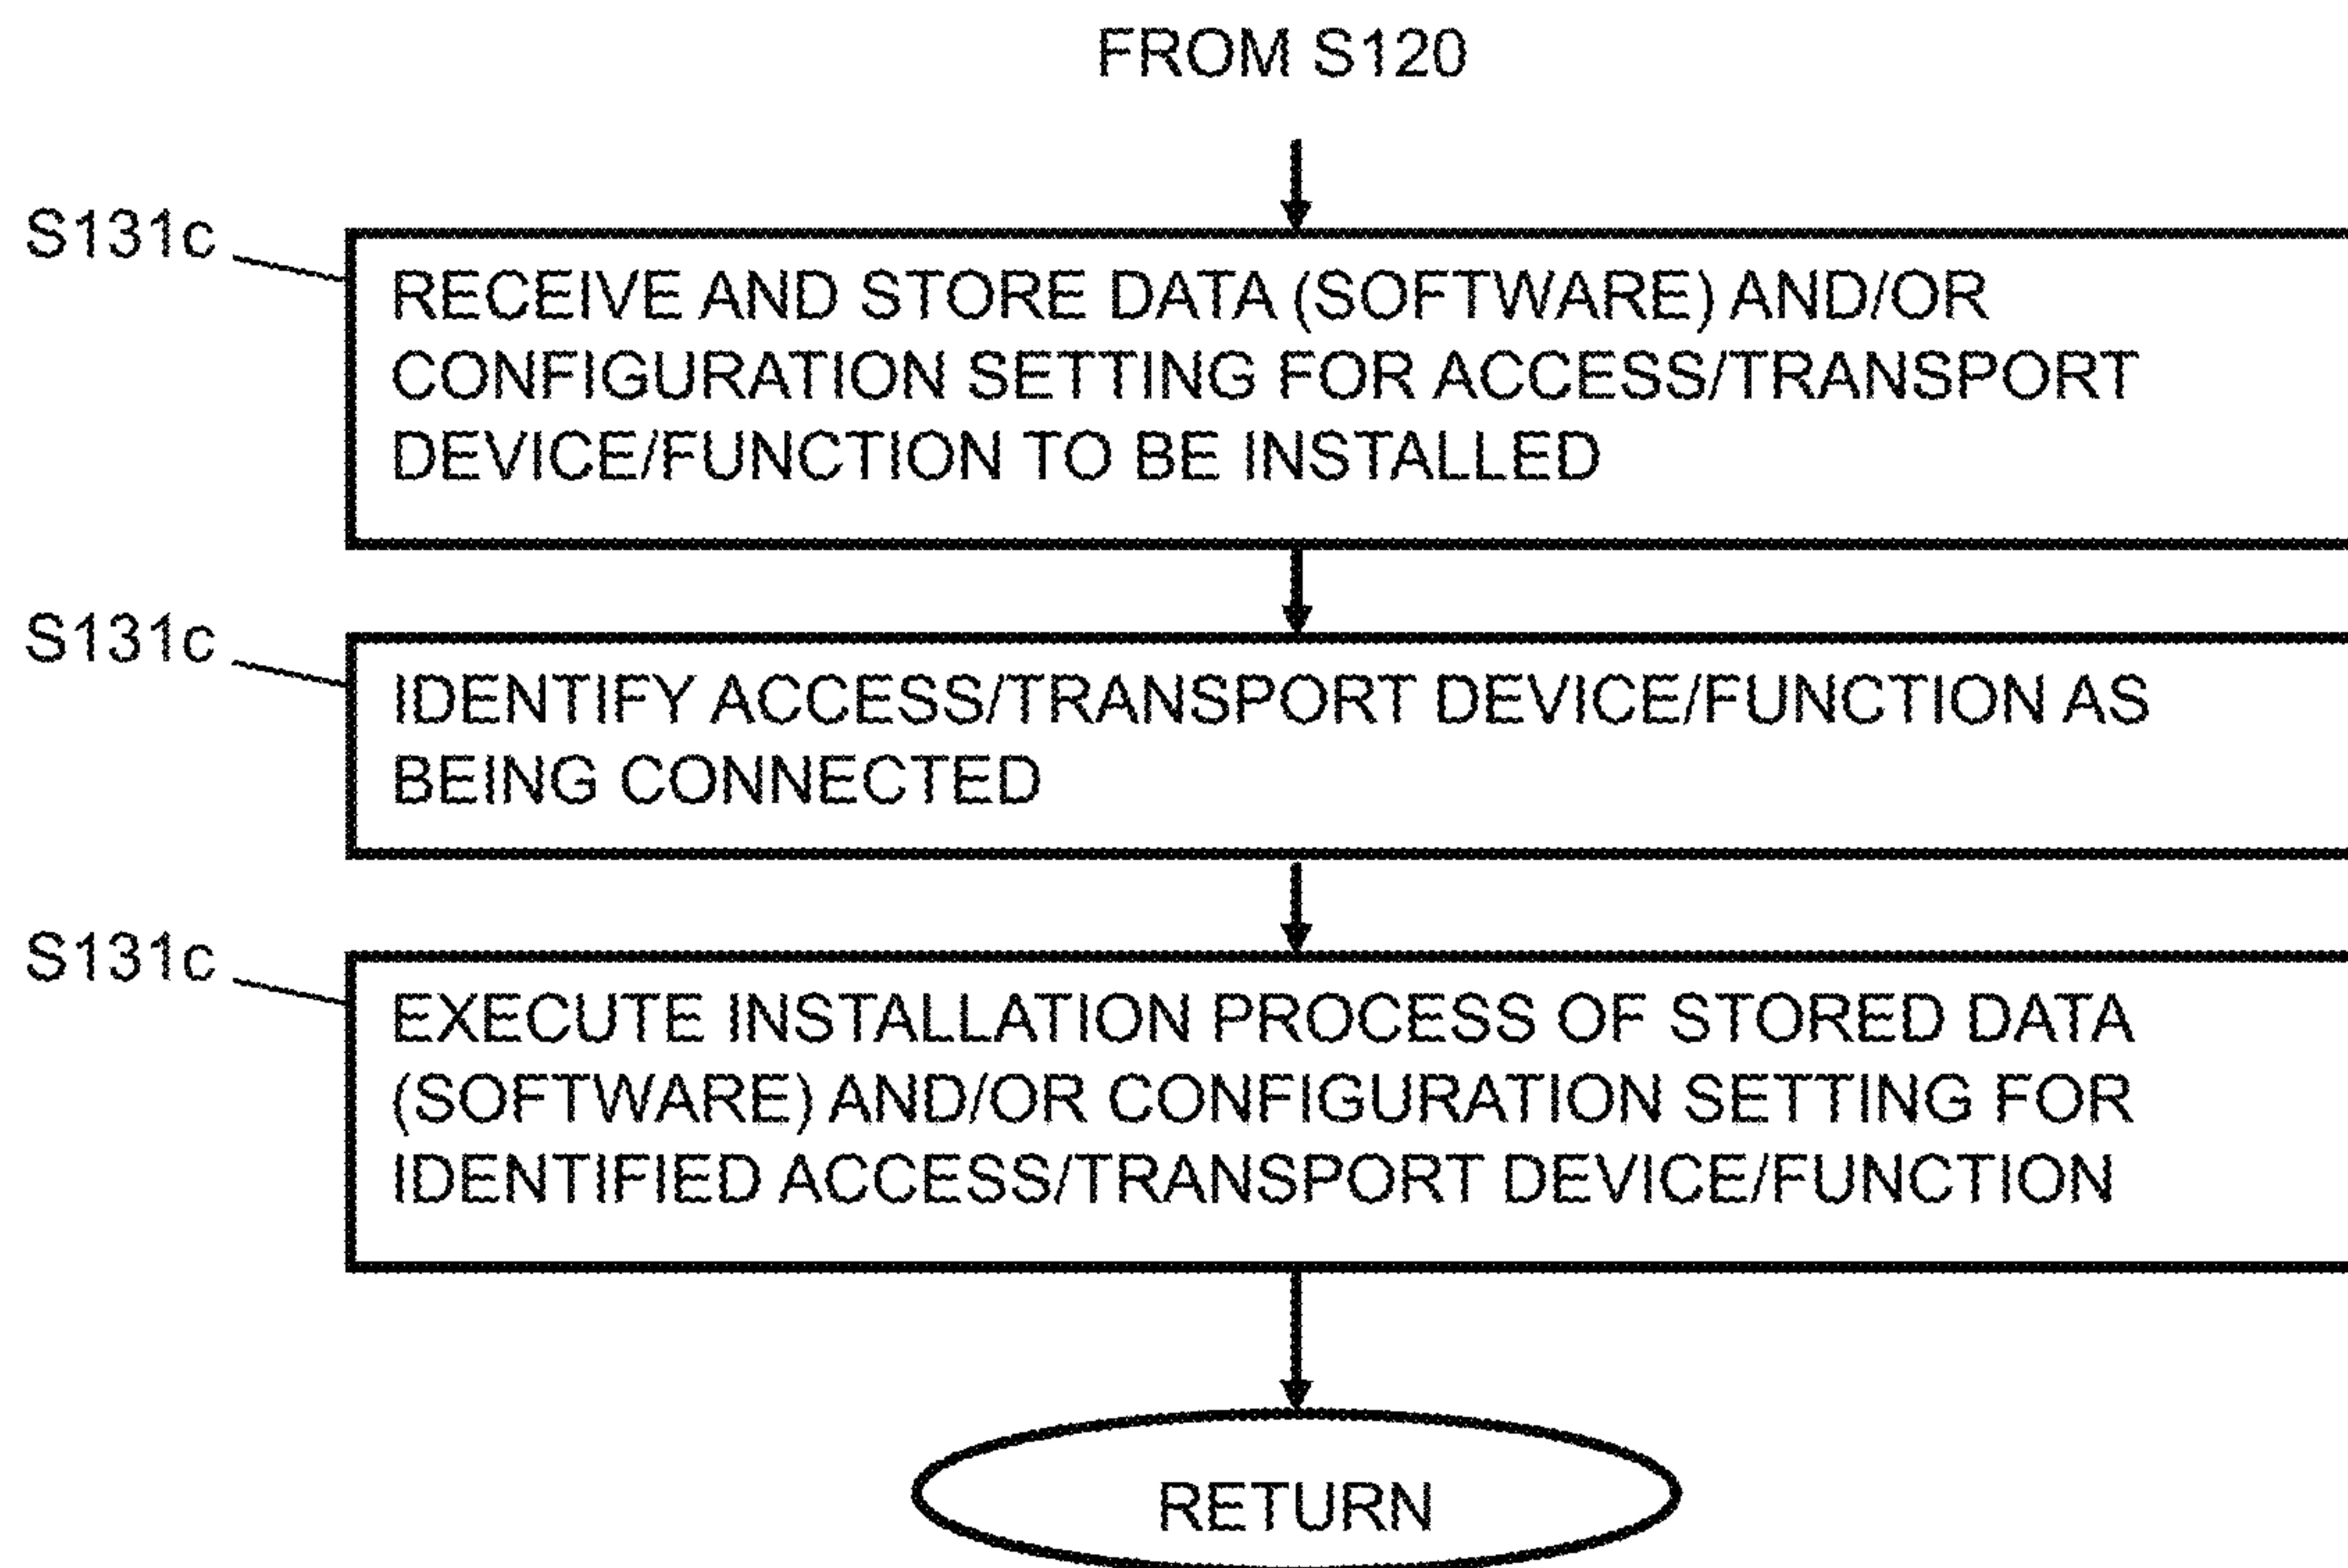 FROM S120
S131c
RECEIVE AND STORE DATA (SOFTWARE) AND/OR
CONFIGURATION SETTING FOR ACCESS/TRANSPORT
DEVICE/FUNCTION TO BE INSTALLED
S131c
IDENTIFY ACCESS/TRANSPORT DEVICE/FUNCTION AS
BEING CONNECTED
S131c
EXECUTE INSTALLATION PROCESS OF STORED DATA
(SOFTWARE) AND/OR CONFIGURATION SETTING FOR
IDENTIFIED ACCESS/TRANSPORT DEVICE/FUNCTION
RETURN